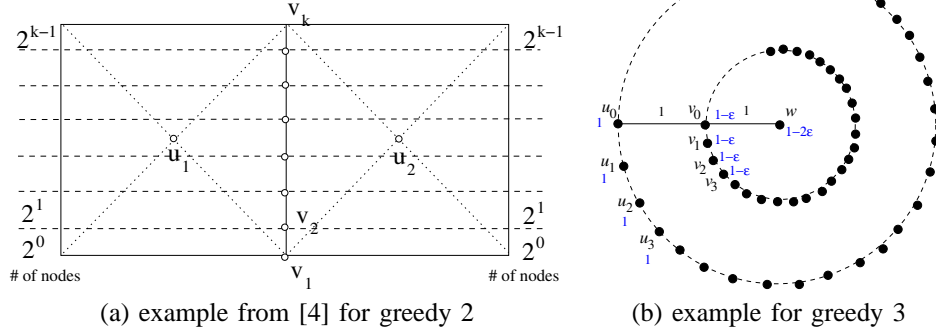 v_k
2^{k-1} 2^{k-1}
u_1 u_2
2^1 v_2 2^1
2^0 2^0
# of nodes v_1 # of nodes
(a) example from [4] for greedy 2
u_0 1 v_0 1 w
1 1-ε 1-2ε
v_1 1-ε
u_1 v_2 1-ε
1 v_3 1-ε
u_2
1
u_3
1
(b) example for greedy 3